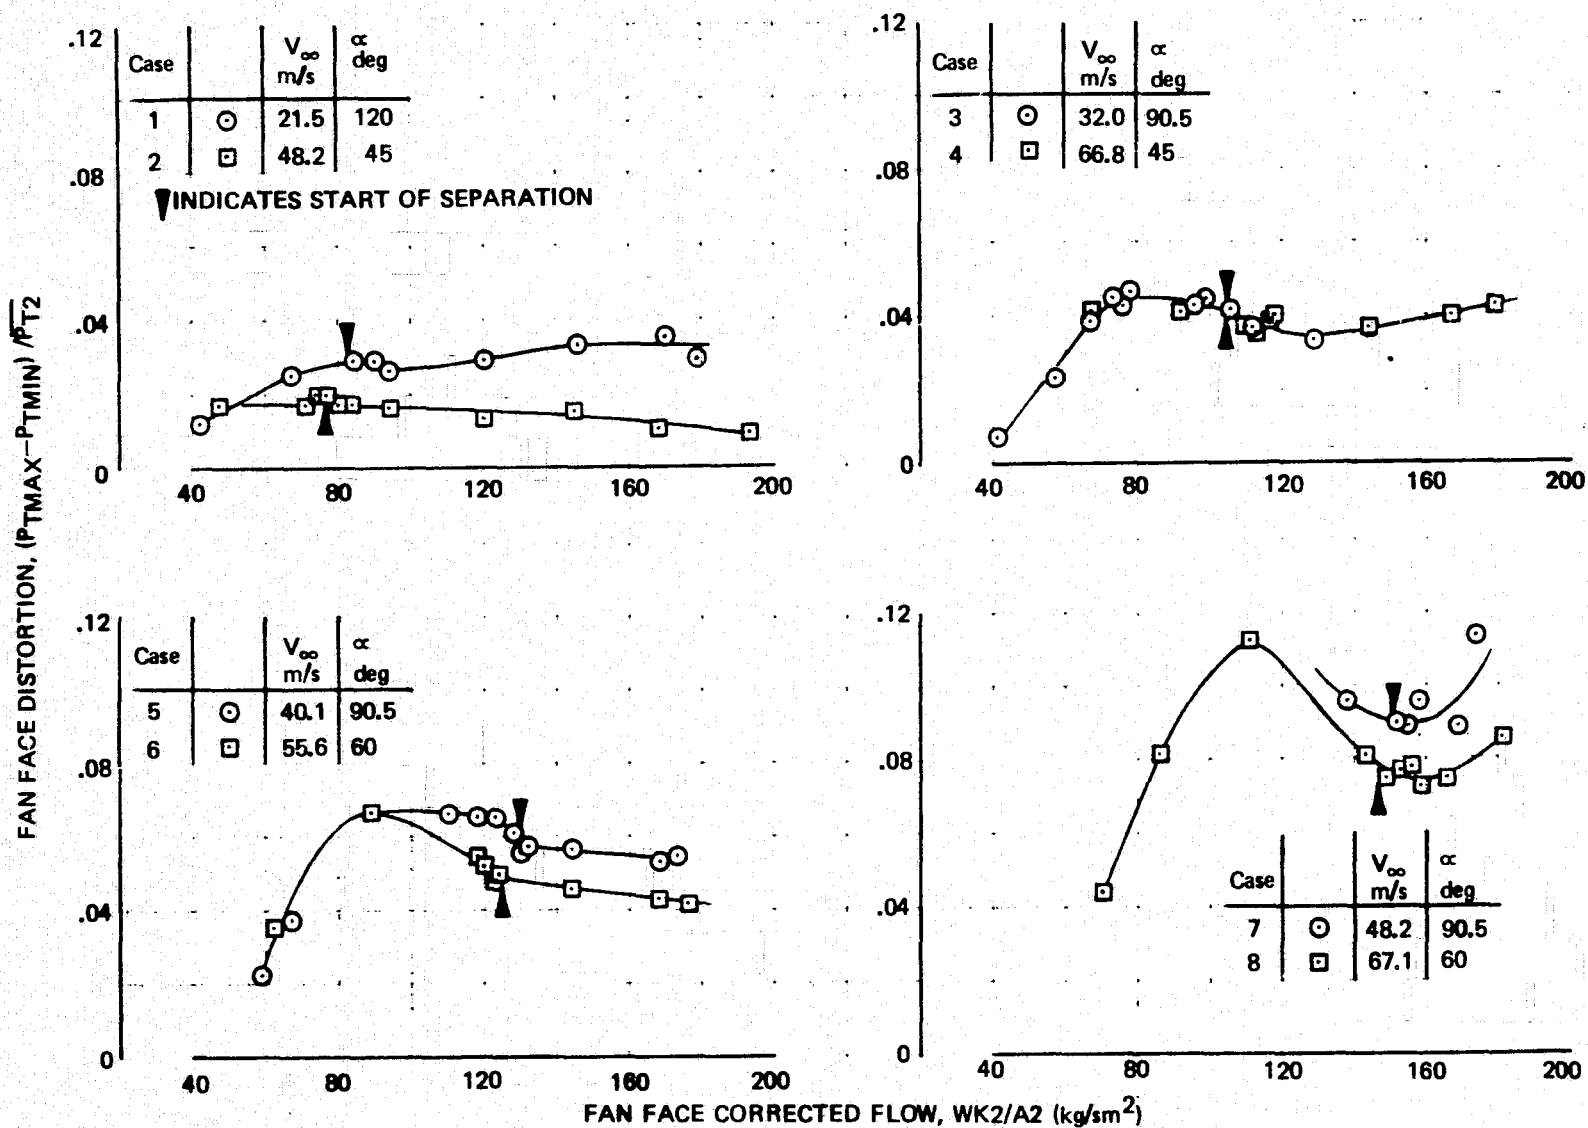 .12
Case V∞ m/s ∝ deg
1 21.5 120
2 48.2 45
.08
INDICATES START OF SEPARATION
.04
0
40 80 120 160 200
.12
Case V∞ m/s ∝ deg
3 32.0 90.5
4 66.8 45
.08
.04
0
40 80 120 160 200
FAN FACE DISTORTION, (PTMAX–PTMIN) /PT2
.12
Case V∞ m/s ∝ deg
5 40.1 90.5
6 55.6 60
.08
.04
0
40 80 120 160 200
.12
.08
Case V∞ m/s ∝ deg
7 48.2 90.5
8 67.1 60
.04
0
40 80 120 160 200
FAN FACE CORRECTED FLOW, WK2/A2 (kg/sm²)